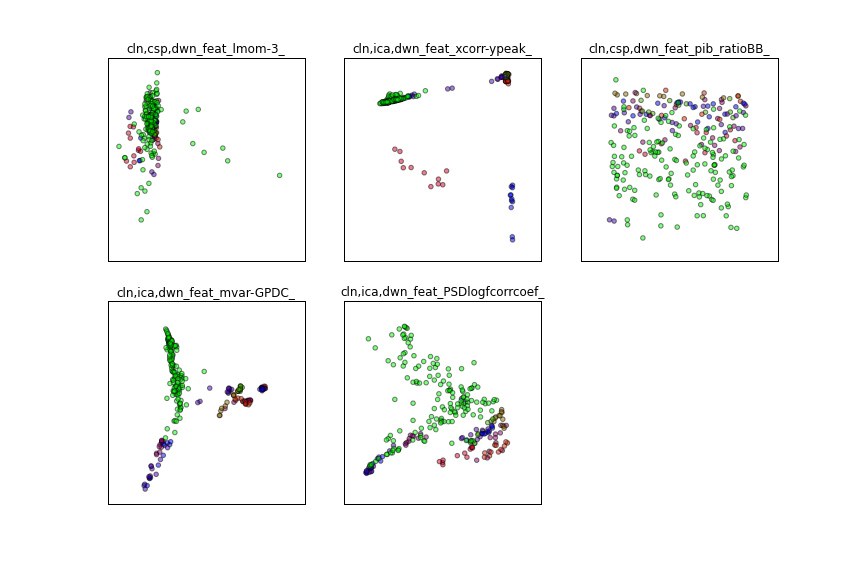 cln,csp,dwn_feat_lmom-3_
cln,ica,dwn_feat_xcorr-ypeak_
cln,csp,dwn_feat_pib_ratioBB_
cln,ica,dwn_feat_mvar-GPDC_
cln,ica,dwn_feat_PSDlogfcorrcoef_